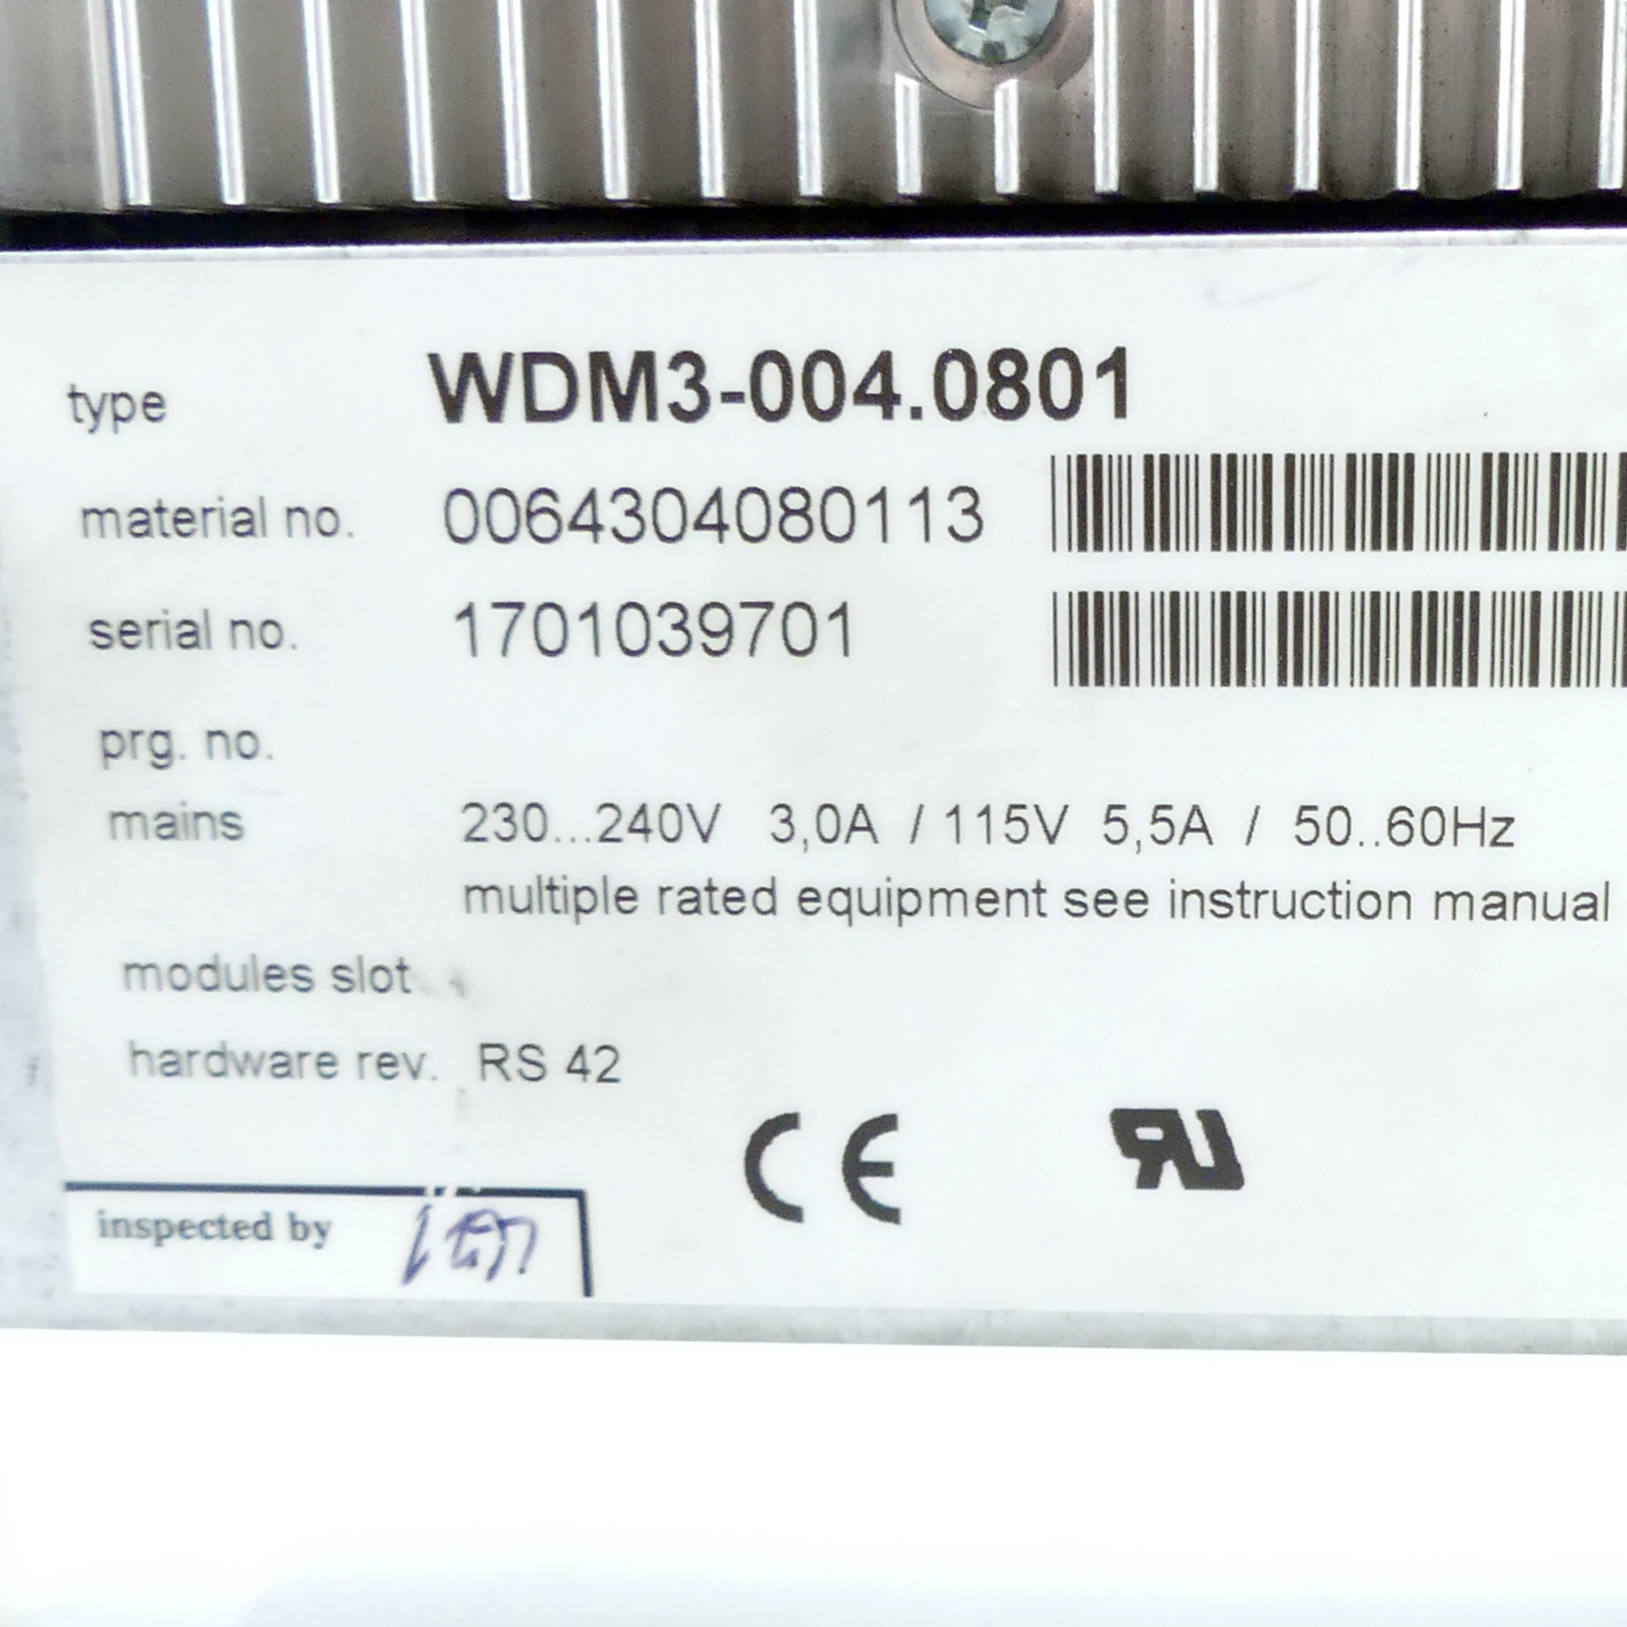 type WDM3-004.0801
material no. 0064304080113
serial no. 1701039701
prg. no.
mains 230...240V 3,0A / 115V 5,5A / 50..60Hz
multiple rated equipment see instruction manual
modules slot
hardware rev. RS 42
CE
inspected by